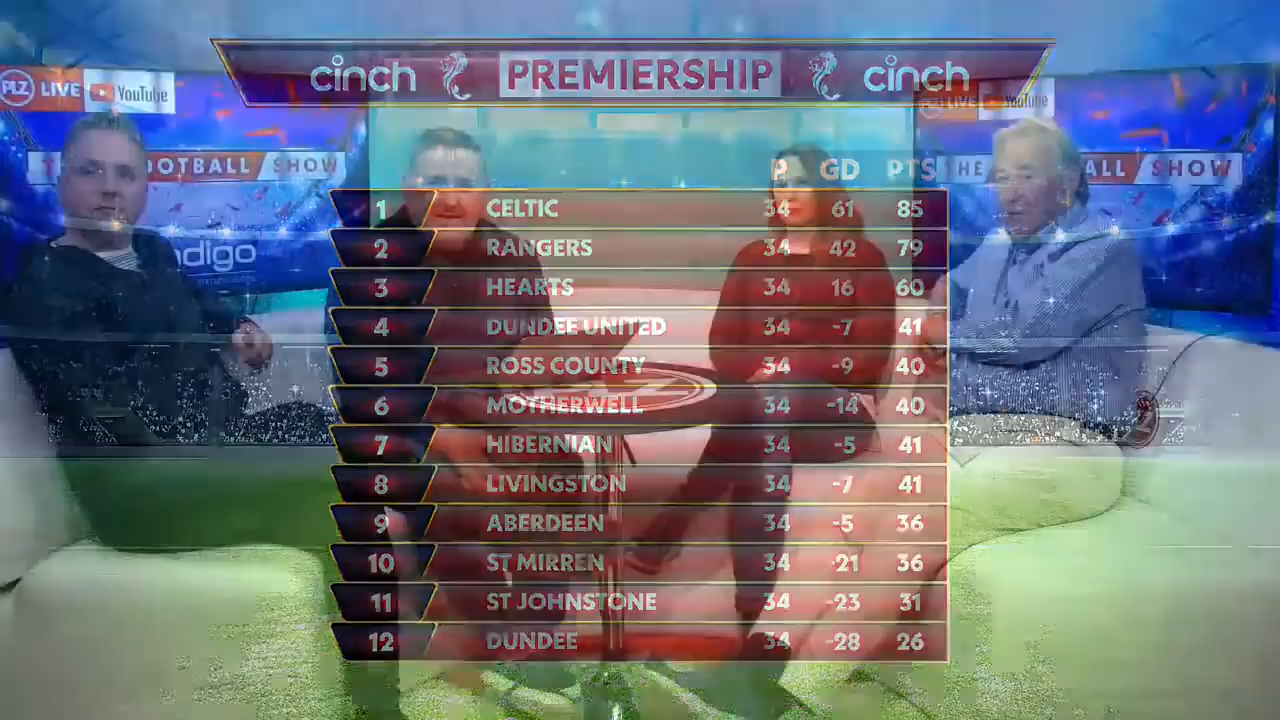 cinch PREMIERSHIP cinch
PLZ LIVE YouTube
LIVE YouTube
OOTBALL SHOW
THE ALL SHOW
ndigo
P GD PTS
1 CELTIC 34 61 85
2 RANGERS 34 42 79
3 HEARTS 34 16 60
4 DUNDEE UNITED 34 -7 41
5 ROSS COUNTY 34 -9 40
6 MOTHERWELL 34 -14 40
7 HIBERNIAN 34 -5 41
8 LIVINGSTON 34 -7 41
9 ABERDEEN 34 -5 36
10 ST MIRREN 34 -21 36
11 ST JOHNSTONE 34 -23 31
12 DUNDEE 34 -28 26